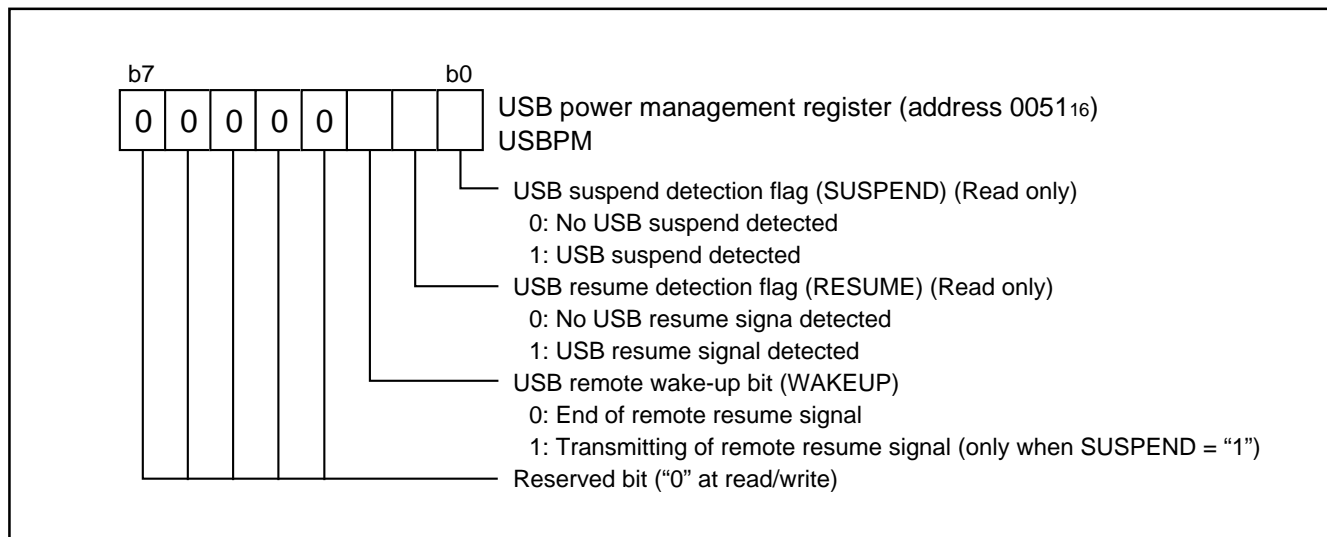 b7 b0
0 0 0 0 0
USB power management register (address 005116)
USBPM
USB suspend detection flag (SUSPEND) (Read only)
0: No USB suspend detected
1: USB suspend detected
USB resume detection flag (RESUME) (Read only)
0: No USB resume signa detected
1: USB resume signal detected
USB remote wake-up bit (WAKEUP)
0: End of remote resume signal
1: Transmitting of remote resume signal (only when SUSPEND = “1”)
Reserved bit (“0” at read/write)